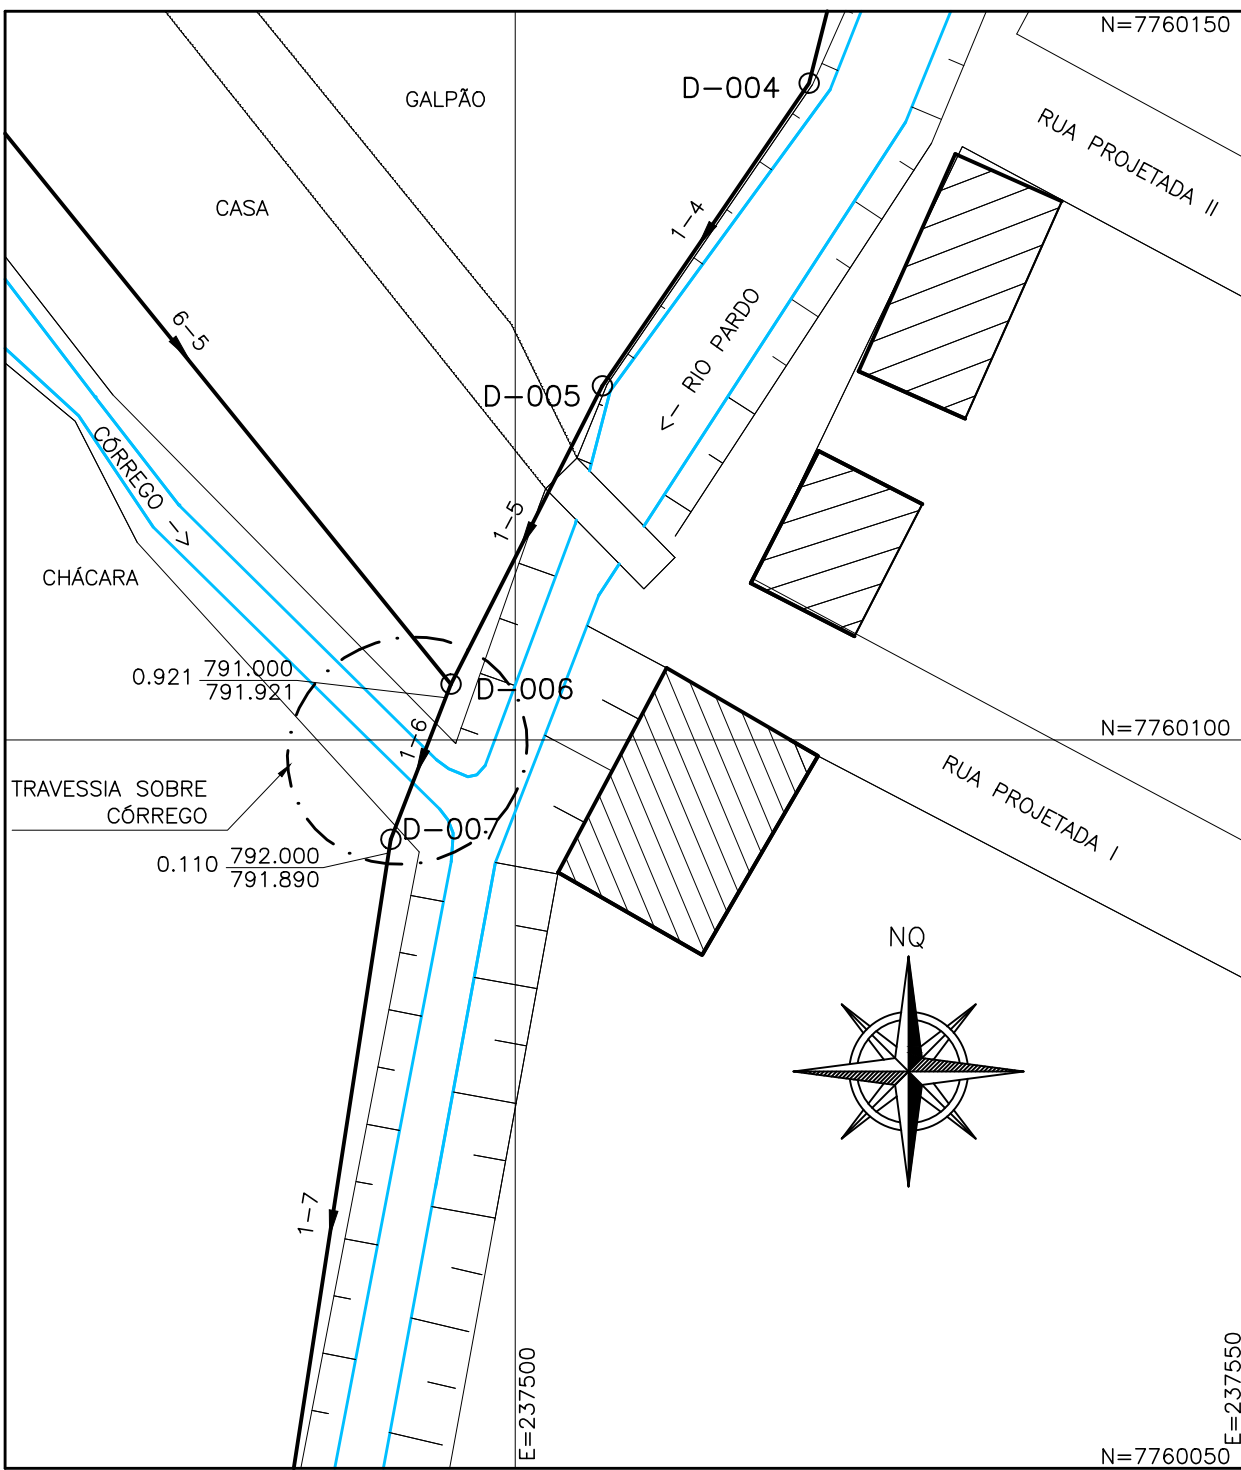 N=7760150
D-004
GALPÃO
RUA PROJETADA II
CASA
1-4
6-5
<- RIO PARDO
D-005
CÓRREGO ->
1-5
CHÁCARA
0.921 791.000
791.921
D-006
N=7760100
1-6
TRAVESSIA SOBRE
CÓRREGO
RUA PROJETADA I
D-007
0.110 792.000
791.890
NQ
1-7
E=237500
E=237550
N=7760050